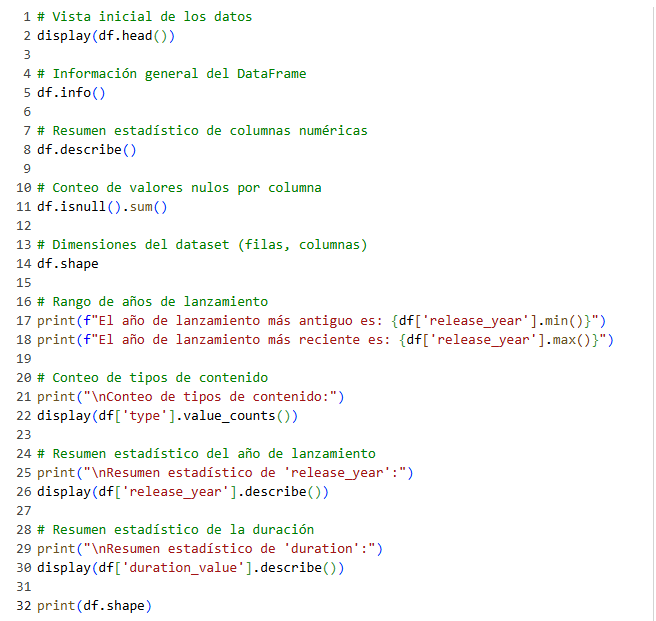 1 # Vista inicial de los datos
2 display(df.head())
3
4 # Información general del DataFrame
5 df.info()
6
7 # Resumen estadístico de columnas numéricas
8 df.describe()
9
10 # Conteo de valores nulos por columna
11 df.isnull().sum()
12
13 # Dimensiones del dataset (filas, columnas)
14 df.shape
15
16 # Rango de años de lanzamiento
17 print(f"El año de lanzamiento más antiguo es: {df['release_year'].min()}")
18 print(f"El año de lanzamiento más reciente es: {df['release_year'].max()}")
19
20 # Conteo de tipos de contenido
21 print("\nConteo de tipos de contenido:")
22 display(df['type'].value_counts())
23
24 # Resumen estadístico del año de lanzamiento
25 print("\nResumen estadístico de 'release_year':")
26 display(df['release_year'].describe())
27
28 # Resumen estadístico de la duración
29 print("\nResumen estadístico de 'duration':")
30 display(df['duration_value'].describe())
31
32 print(df.shape)